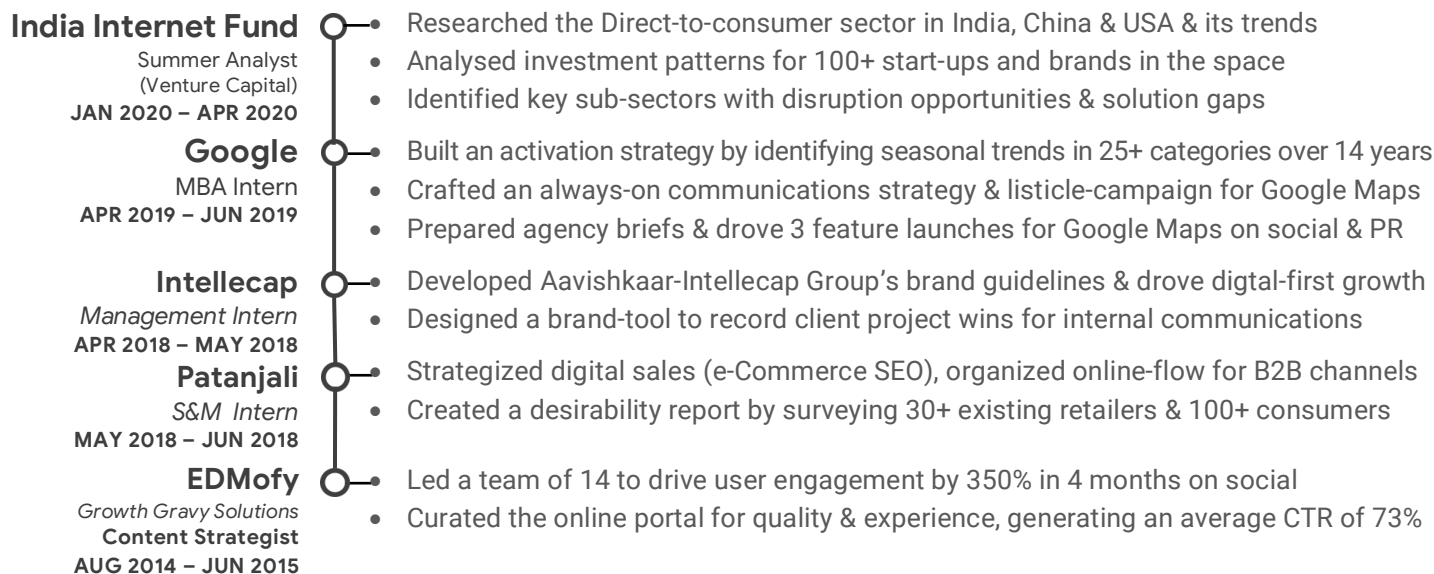 India Internet Fund
Summer Analyst
(Venture Capital)
JAN 2020 – APR 2020
• Researched the Direct-to-consumer sector in India, China & USA & its trends
• Analysed investment patterns for 100+ start-ups and brands in the space
• Identified key sub-sectors with disruption opportunities & solution gaps
Google
MBA Intern
APR 2019 – JUN 2019
• Built an activation strategy by identifying seasonal trends in 25+ categories over 14 years
• Crafted an always-on communications strategy & listicle-campaign for Google Maps
• Prepared agency briefs & drove 3 feature launches for Google Maps on social & PR
Intellecap
Management Intern
APR 2018 – MAY 2018
• Developed Aavishkaar-Intellecap Group’s brand guidelines & drove digtal-first growth
• Designed a brand-tool to record client project wins for internal communications
Patanjali
S&M Intern
MAY 2018 – JUN 2018
• Strategized digital sales (e-Commerce SEO), organized online-flow for B2B channels
• Created a desirability report by surveying 30+ existing retailers & 100+ consumers
EDMofy
Growth Gravy Solutions
Content Strategist
AUG 2014 – JUN 2015
• Led a team of 14 to drive user engagement by 350% in 4 months on social
• Curated the online portal for quality & experience, generating an average CTR of 73%